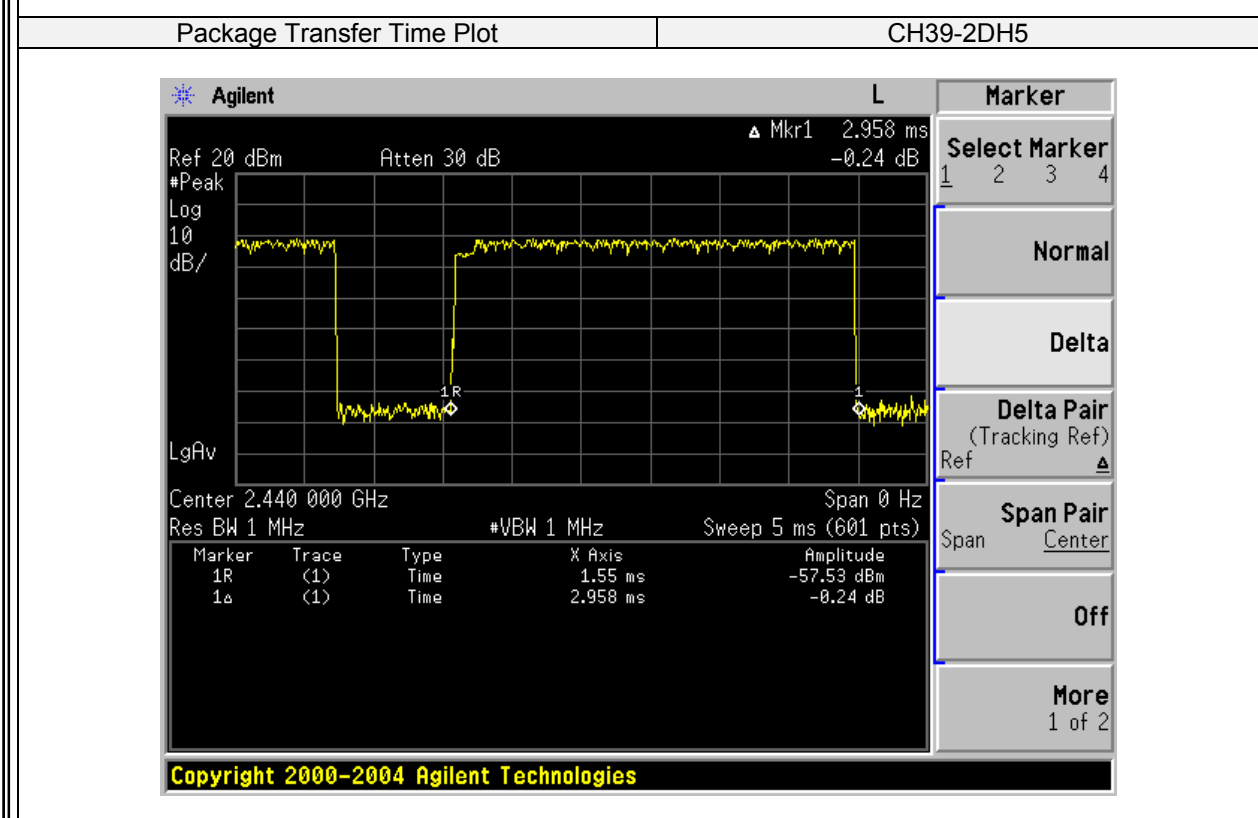 Package Transfer Time Plot CH39-2DH5
Agilent L
Δ Mkr1 2.958 ms
Ref 20 dBm Atten 30 dB -0.24 dB
#Peak
Log
10
dB/
1R 1
LgAv
Center 2.440 000 GHz Span 0 Hz
Res BW 1 MHz #VBW 1 MHz Sweep 5 ms (601 pts)
Marker Trace Type X Axis Amplitude
1R (1) Time 1.55 ms -57.53 dBm
1Δ (1) Time 2.958 ms -0.24 dB
Marker
Select Marker
1 2 3 4
Normal
Delta
Delta Pair
(Tracking Ref)
Ref Δ
Span Pair
Span Center
Off
More
1 of 2
Copyright 2000-2004 Agilent Technologies